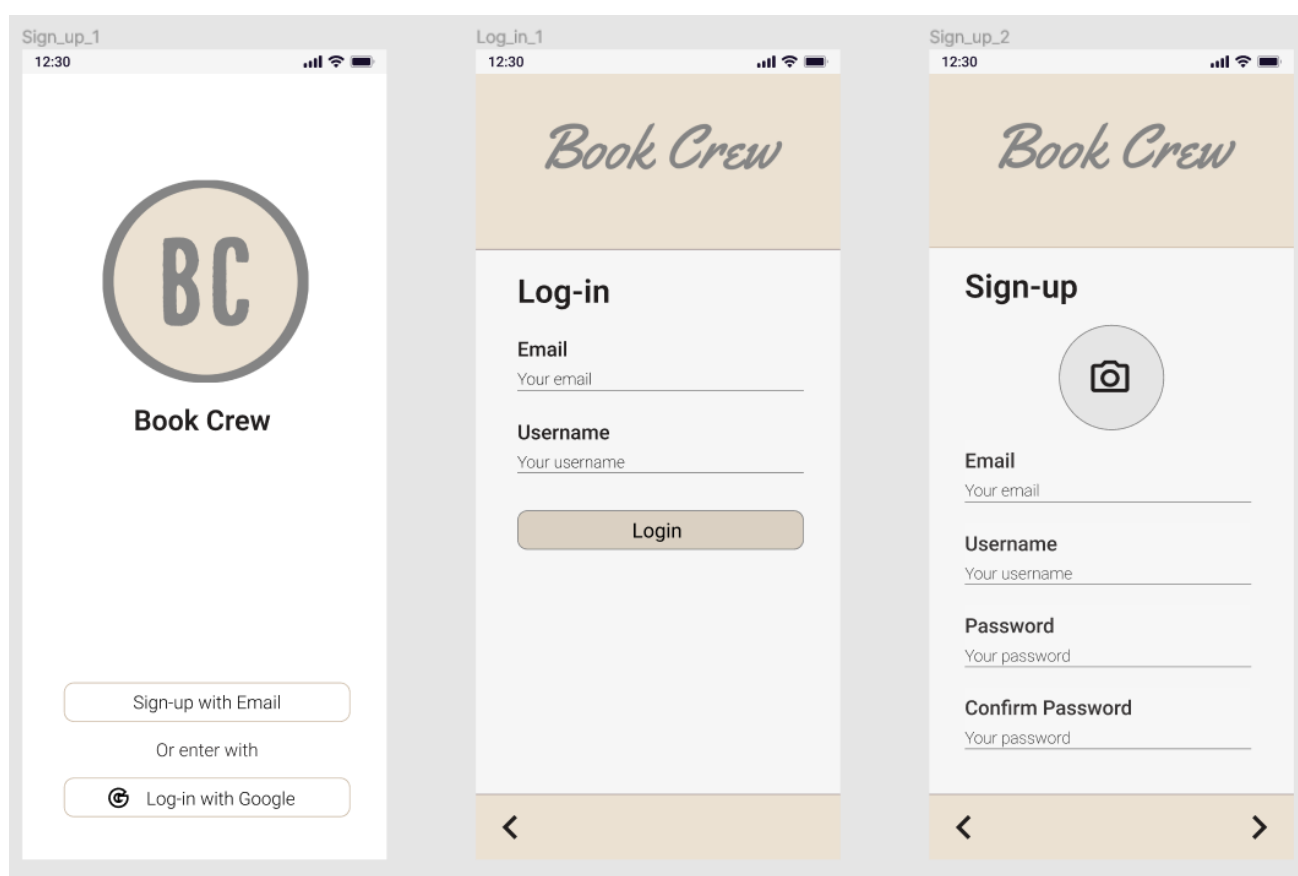 Sign_up_1
12:30
BC
Book Crew
Sign-up with Email
Or enter with
G Log-in with Google
Log_in_1
12:30
Book Crew
Log-in
Email
Your email
Username
Your username
Login
Sign_up_2
12:30
Book Crew
Sign-up
Email
Your email
Username
Your username
Password
Your password
Confirm Password
Your password